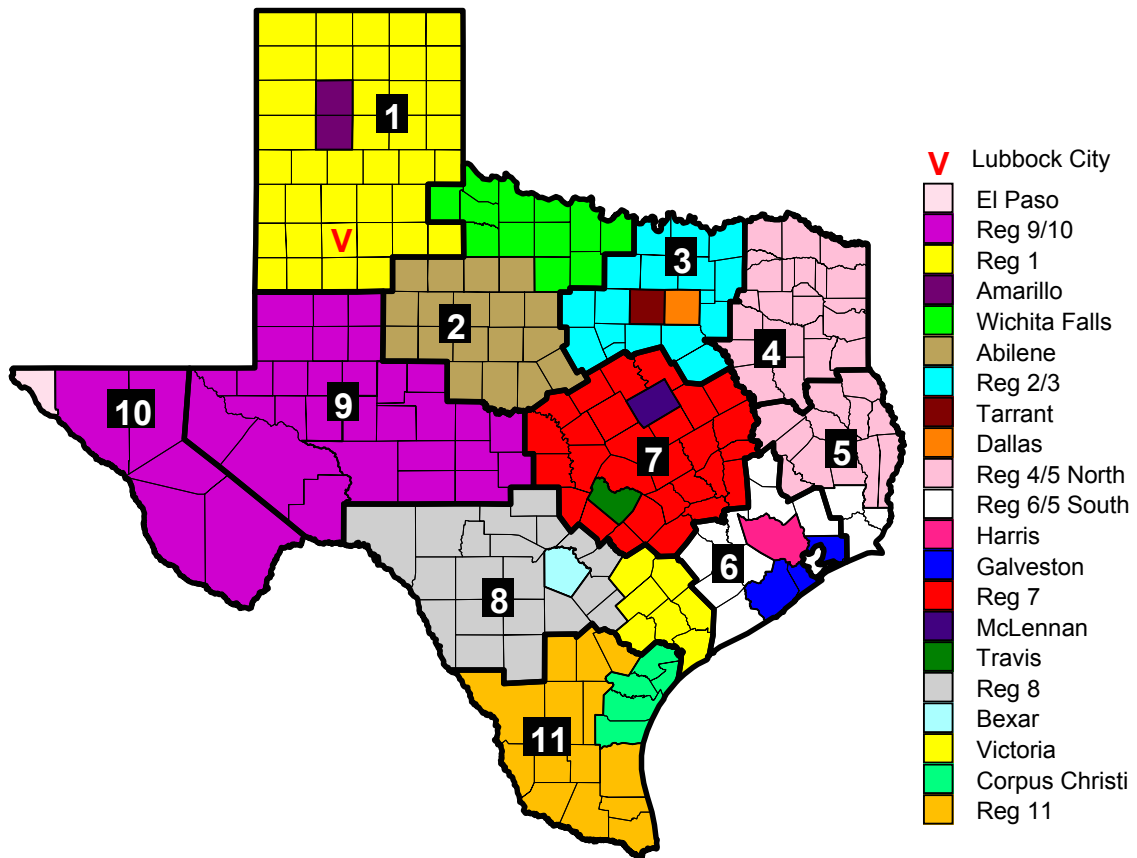 1
V
2
3
4
5
6
7
8
9
10
11
V Lubbock City
El Paso
Reg 9/10
Reg 1
Amarillo
Wichita Falls
Abilene
Reg 2/3
Tarrant
Dallas
Reg 4/5 North
Reg 6/5 South
Harris
Galveston
Reg 7
McLennan
Travis
Reg 8
Bexar
Victoria
Corpus Christi
Reg 11